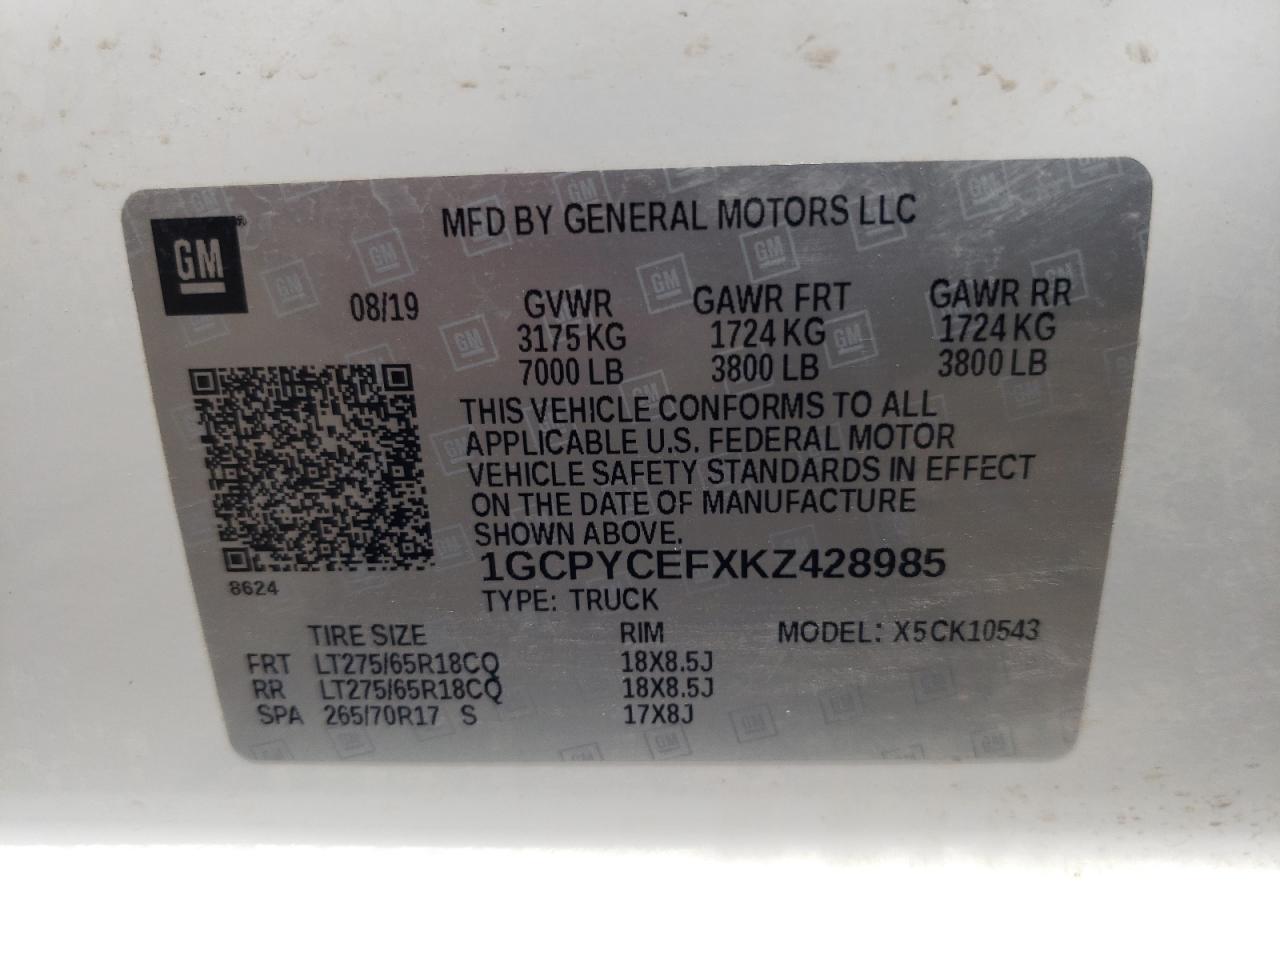 GM
MFD BY GENERAL MOTORS LLC
08/19
GVWR GAWR FRT GAWR RR
3175 KG 1724 KG 1724 KG
7000 LB 3800 LB 3800 LB
THIS VEHICLE CONFORMS TO ALL
APPLICABLE U.S. FEDERAL MOTOR
VEHICLE SAFETY STANDARDS IN EFFECT
ON THE DATE OF MANUFACTURE
SHOWN ABOVE.
1GCPYCEFXKZ428985
8624
TYPE: TRUCK
TIRE SIZE RIM MODEL: X5CK10543
FRT LT275/65R18CQ 18X8.5J
RR LT275/65R18CQ 18X8.5J
SPA 265/70R17 S 17X8J